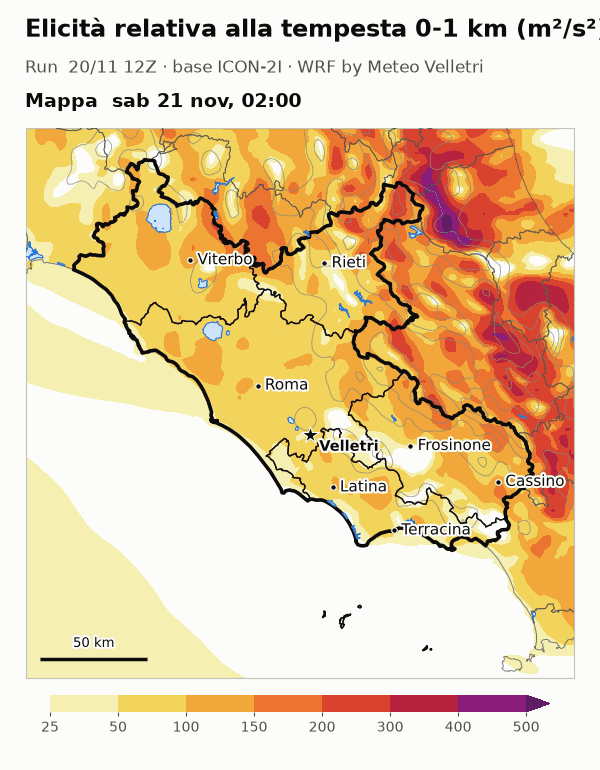 Elicità relativa alla tempesta 0-1 km (m²/s²)
Run  20/11 12Z · base ICON-2I · WRF by Meteo Velletri
Mappa  sab 21 nov, 02:00
Viterbo
Rieti
Roma
Velletri
Frosinone
Latina
Cassino
Terracina
50 km
25 50 100 150 200 300 400 500